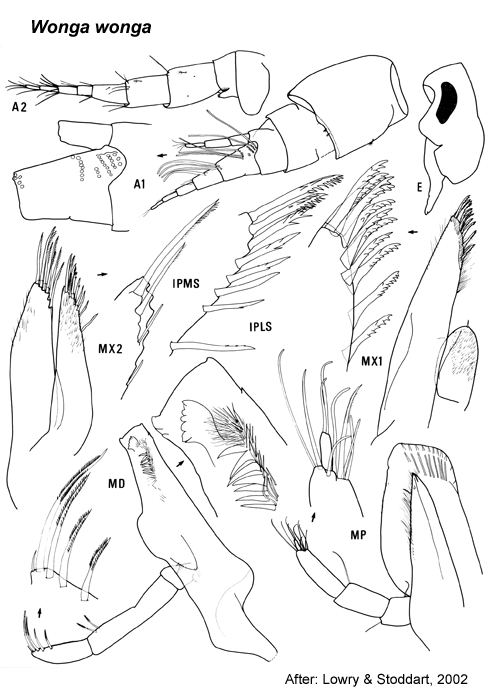 Wonga wonga
A2
A1
E
IPMS
IPLS
MX2
MX1
MD
MP
After: Lowry & Stoddart, 2002